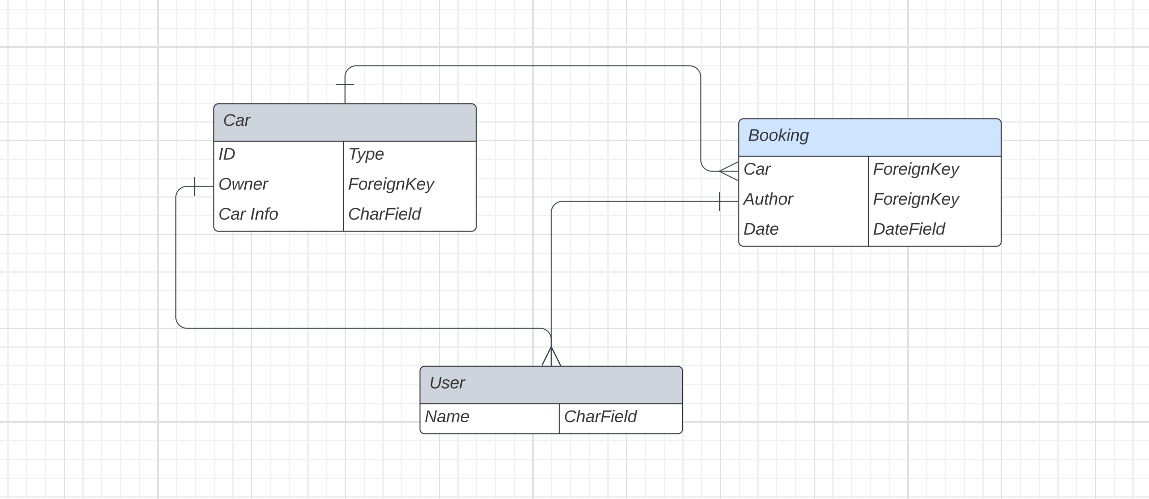 Car
ID Type
Owner ForeignKey
Car Info CharField
Booking
Car ForeignKey
Author ForeignKey
Date DateField
User
Name CharField